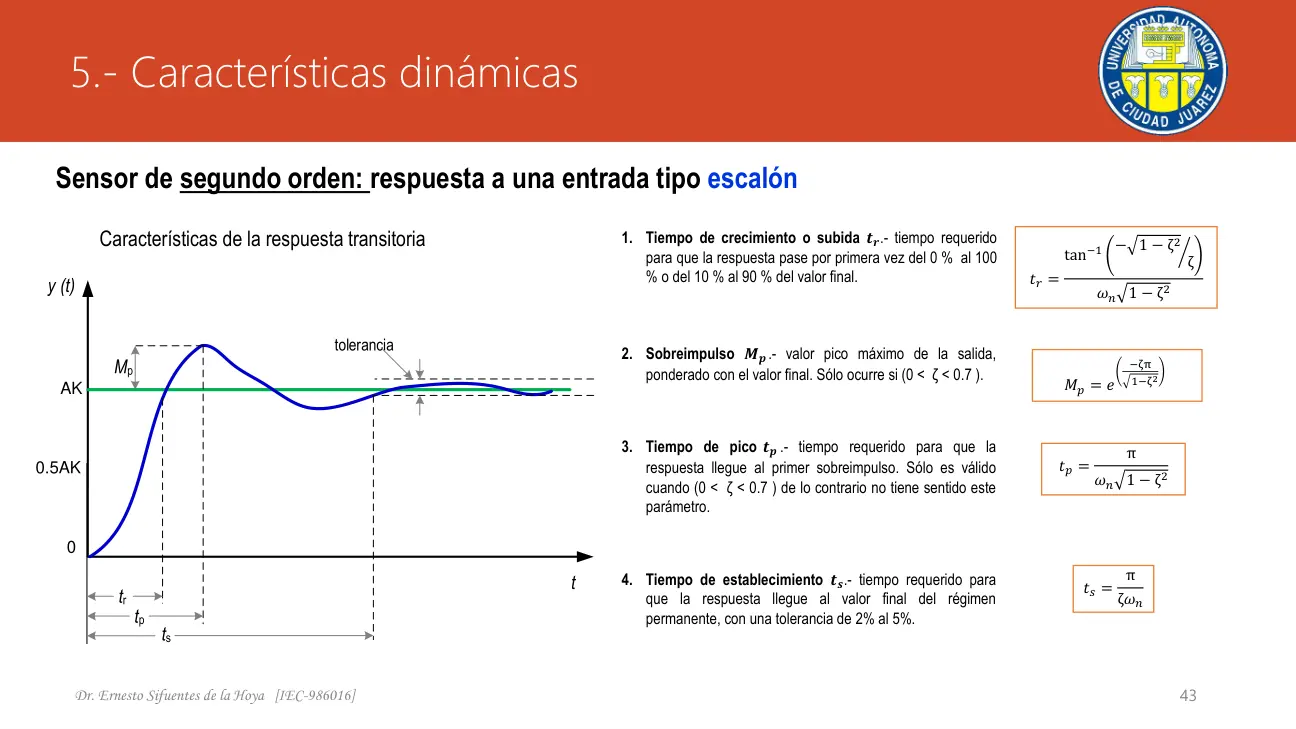 5.- Características dinámicas
UNIVERSIDAD AUTONOMA
DE CIUDAD JUAREZ
Sensor de segundo orden: respuesta a una entrada tipo escalón
Características de la respuesta transitoria
y (t)
tolerancia
Mp
AK
0.5AK
0
t
tr
tp
ts
1. Tiempo de crecimiento o subida tᵣ.- tiempo requerido
para que la respuesta pase por primera vez del 0 % al 100
% o del 10 % al 90 % del valor final.
tᵣ = tan⁻¹(−√(1 − ζ²)/ζ) / (ωₙ√(1 − ζ²))
2. Sobreimpulso Mₚ.- valor pico máximo de la salida,
ponderado con el valor final. Sólo ocurre si (0 < ζ < 0.7 ).
Mₚ = e^(−ζπ/√(1−ζ²))
3. Tiempo de pico tₚ.- tiempo requerido para que la
respuesta llegue al primer sobreimpulso. Sólo es válido
cuando (0 < ζ < 0.7 ) de lo contrario no tiene sentido este
parámetro.
tₚ = π / (ωₙ√(1 − ζ²))
4. Tiempo de establecimiento tₛ.- tiempo requerido para
que la respuesta llegue al valor final del régimen
permanente, con una tolerancia de 2% al 5%.
tₛ = π / (ζωₙ)
Dr. Ernesto Sifuentes de la Hoya [IEC-986016]
43